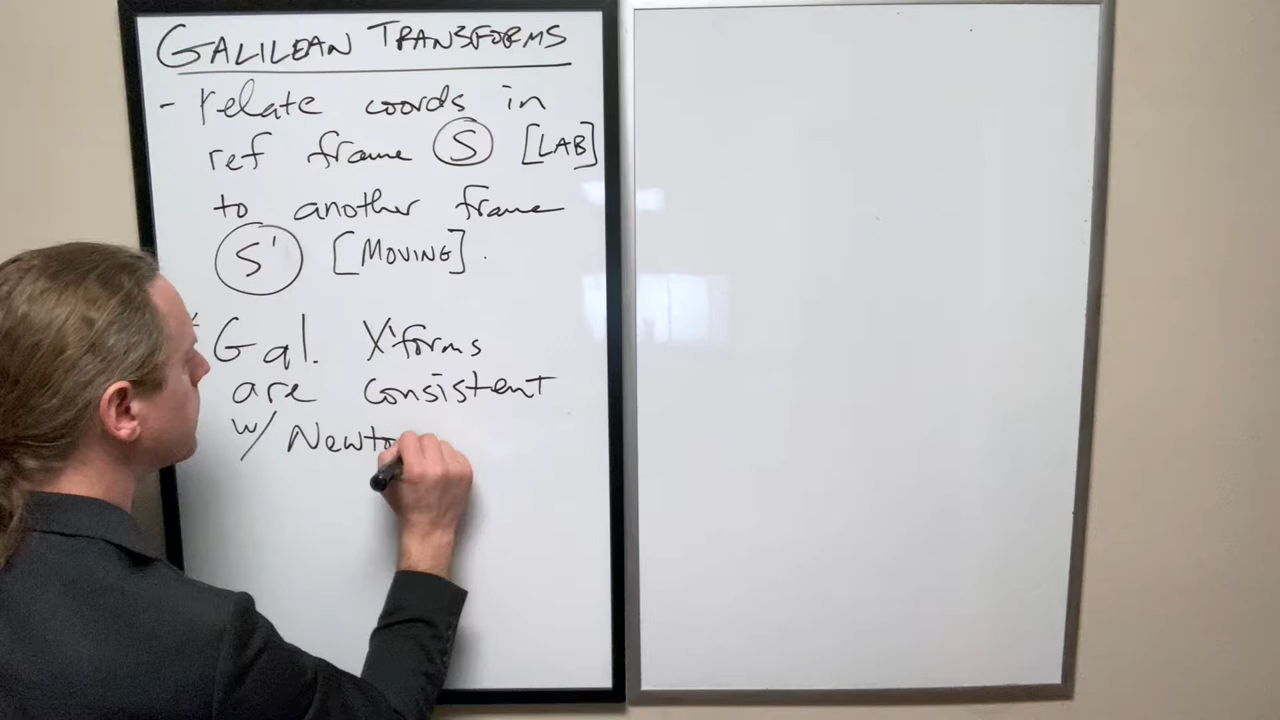 GALILEAN TRANSFORMS
- relate coords in
ref frame S [LAB]
to another frame
S' [MOVING].
* Gal. X'forms
are consistent
w/ Newto